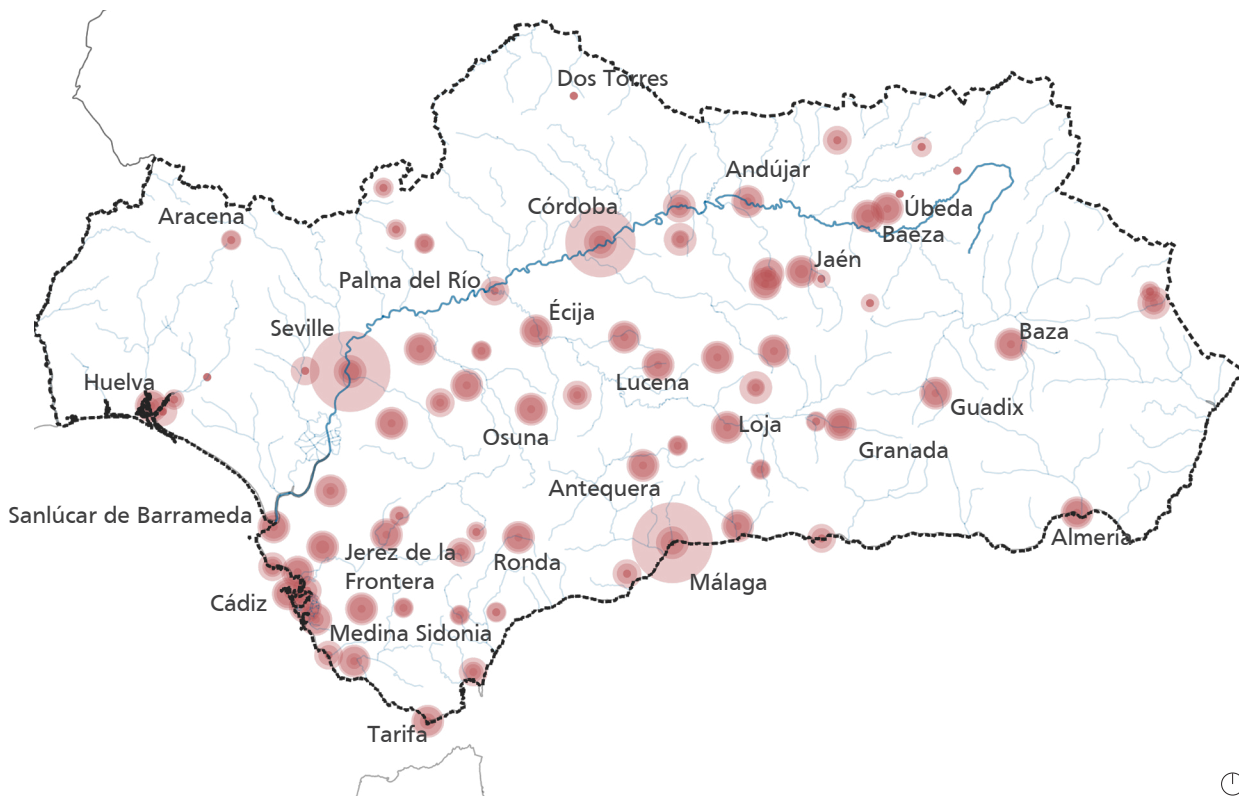 Dos Torres
Andújar
Córdoba
Úbeda
Aracena
Baeza
Jaén
Palma del Río
Écija
Seville
Baza
Huelva
Lucena
Guadix
Loja
Osuna
Granada
Antequera
Sanlúcar de Barrameda
Almería
Jerez de la
Frontera
Ronda
Málaga
Cádiz
Medina Sidonia
Tarifa